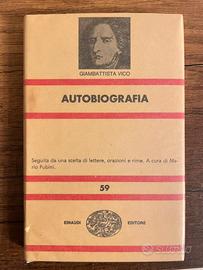 GIAMBATTISTA VICO
AUTOBIOGRAFIA
Seguita da una scelta di lettere, orazioni e rime. A cura di Ma-
rio Fubini.
59
EINAUDI EDITORE
subito